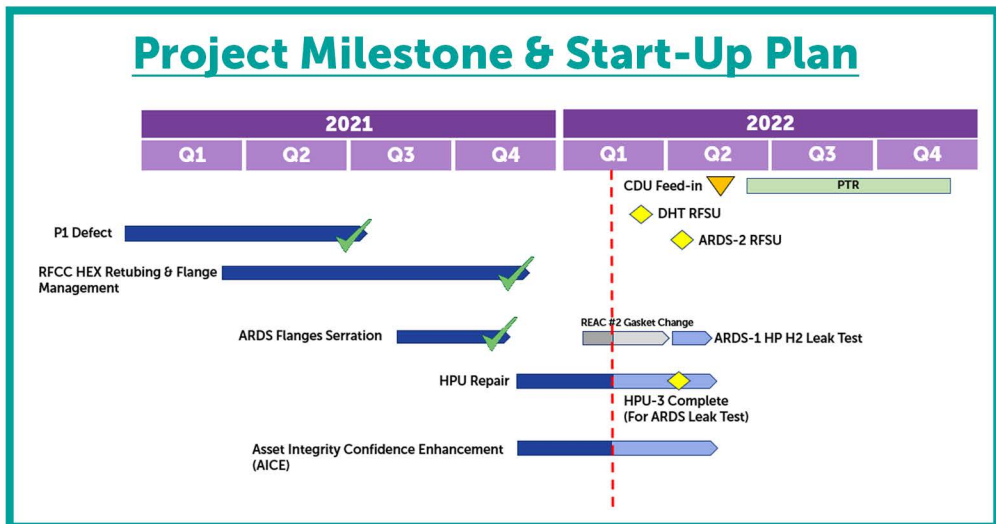 Project Milestone & Start-Up Plan
2021
2022
Q1
Q2
Q3
Q4
Q1
Q2
Q3
Q4
CDU Feed-in
PTR
DHT RFSU
P1 Defect
ARDS-2 RFSU
RFCC HEX Retubing & Flange
Management
REAC #2 Gasket Change
ARDS Flanges Serration
ARDS-1 HP H2 Leak Test
HPU Repair
HPU-3 Complete
(For ARDS Leak Test)
Asset Integrity Confidence Enhancement
(AICE)